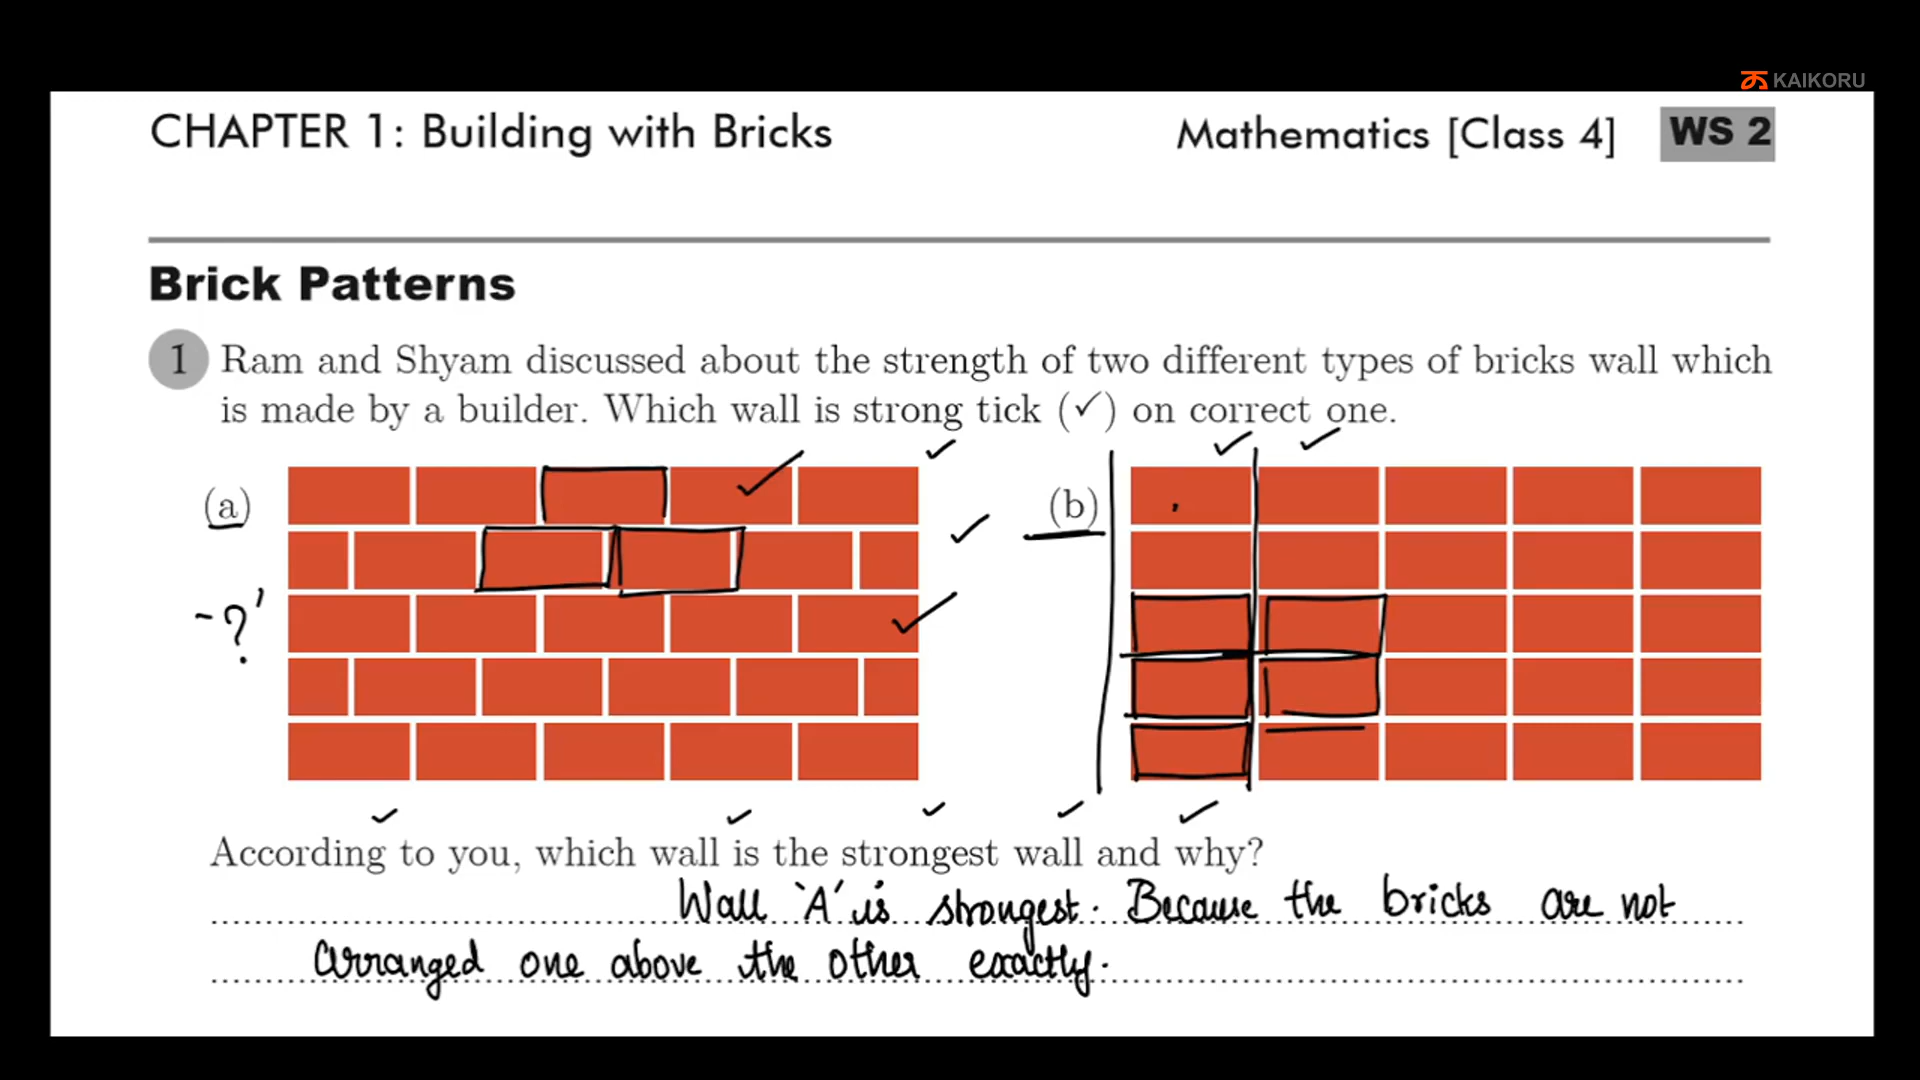 KAIKORU
CHAPTER 1: Building with Bricks
Mathematics [Class 4] WS 2
Brick Patterns
1 Ram and Shyam discussed about the strength of two different types of bricks wall which
is made by a builder. Which wall is strong tick (✓) on correct one.
(a)
(b)
-?'
According to you, which wall is the strongest wall and why?
Wall 'A' is strongest. Because the bricks are not
arranged one above the other exactly.